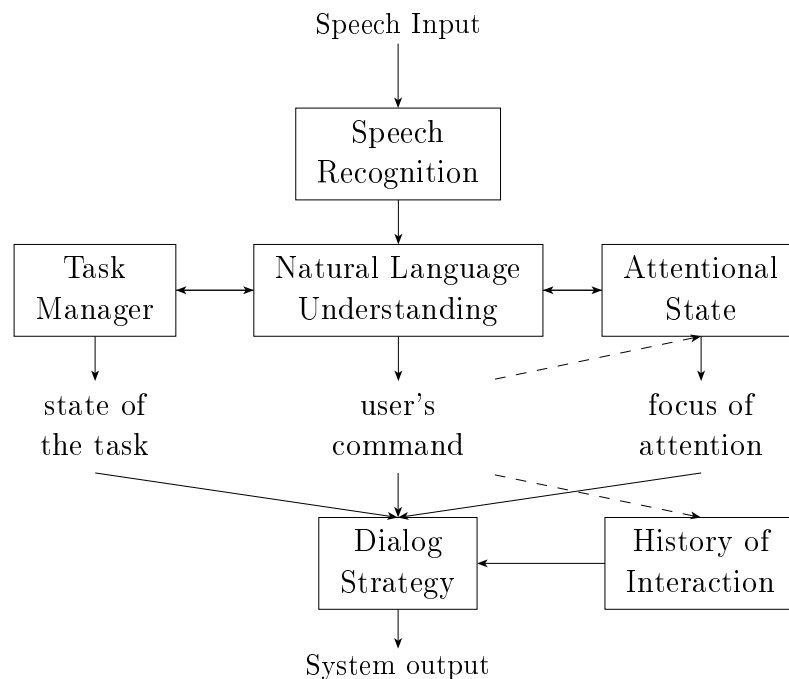 Speech Input
Speech
Recognition
Task
Manager
Natural Language
Understanding
Attentional
State
state of
the task
user's
command
focus of
attention
Dialog
Strategy
History of
Interaction
System output